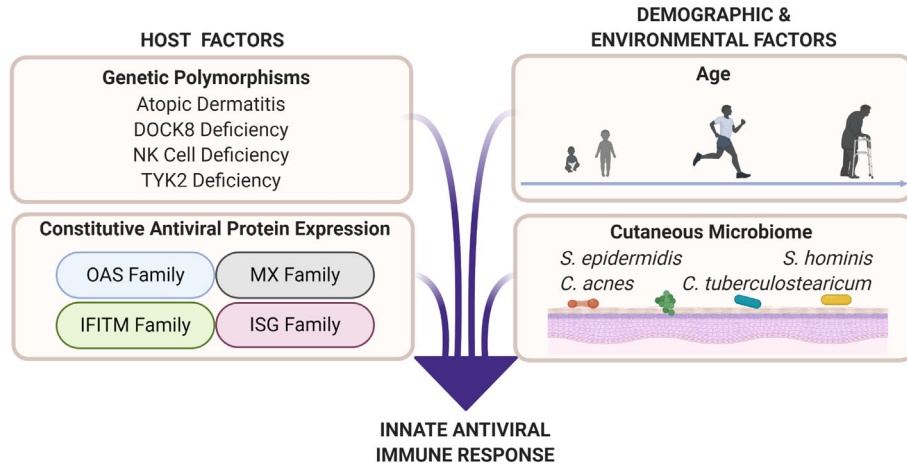 HOST FACTORS
Genetic Polymorphisms
Atopic Dermatitis
DOCK8 Deficiency
NK Cell Deficiency
TYK2 Deficiency
Constitutive Antiviral Protein Expression
OAS Family
MX Family
IFITM Family
ISG Family
DEMOGRAPHIC &
ENVIRONMENTAL FACTORS
Age
Cutaneous Microbiome
S. epidermidis
S. hominis
C. acnes
C. tuberculostearicum
INNATE ANTIVIRAL
IMMUNE RESPONSE